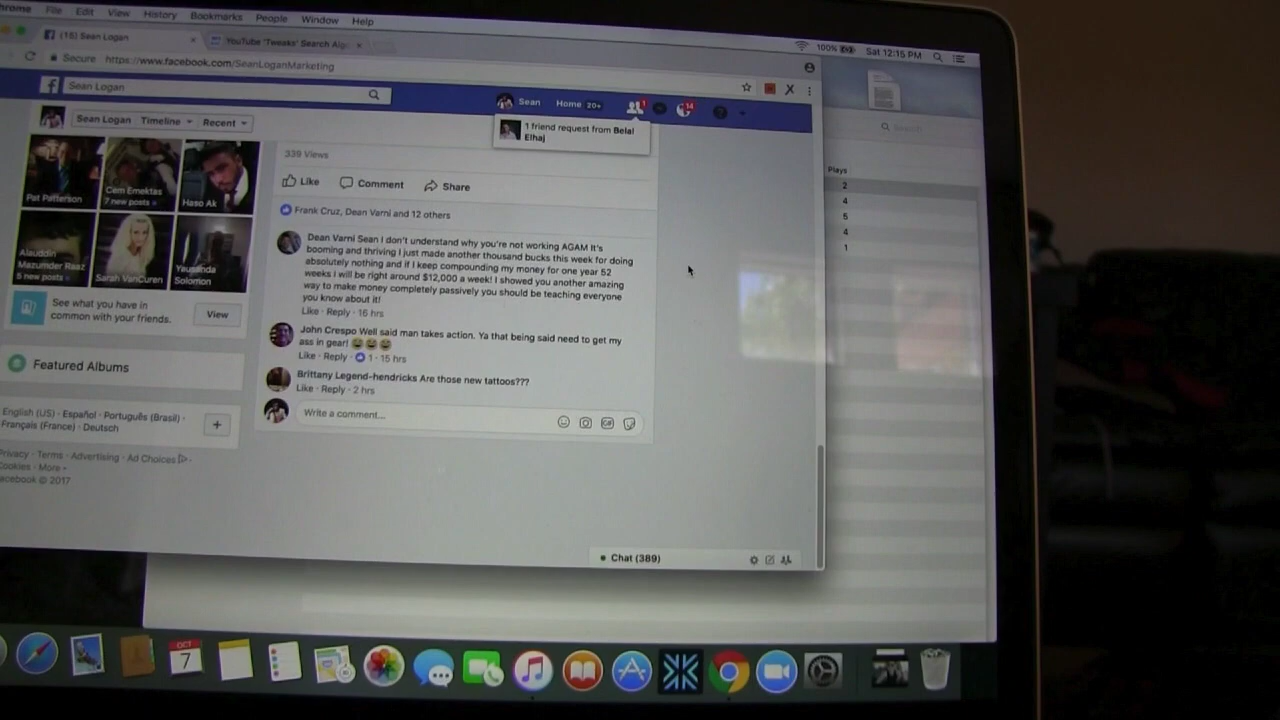 hrome File Edit View History Bookmarks People Window Help
100% Sat 12:15 PM
(15) Sean Logan
YouTube 'Tweaks' Search Alg
Secure https://www.facebook.com/SeanLoganMarketing
Sean Logan
Sean Home 20+ 1 14
1 friend request from Belal
Elhaj
Sean Logan Timeline Recent
Search
Plays
2
4
5
4
1
Pat Patterson
Cem Emektas
7 new posts
Haso Ak
Alauddin
Mazumder Raaz
5 new posts
Sarah VanCuren
Yausanda
Solomon
See what you have in
common with your friends.
View
Featured Albums
English (US) · Español · Português (Brasil) ·
Français (France) · Deutsch
+
Privacy · Terms · Advertising · Ad Choices ·
Cookies · More
acebook © 2017
339 Views
Like Comment Share
Frank Cruz, Dean Varni and 12 others
Dean Varni Sean I don't understand why you're not working AGAM It's
booming and thriving I just made another thousand bucks this week for doing
absolutely nothing and if I keep compounding my money for one year 52
weeks I will be right around $12,000 a week! I showed you another amazing
way to make money completely passively you should be teaching everyone
you know about it!
Like · Reply · 16 hrs
John Crespo Well said man takes action. Ya that being said need to get my
ass in gear! 😂😂😂
Like · Reply · 1 · 15 hrs
Brittany Legend-hendricks Are those new tattoos???
Like · Reply · 2 hrs
Write a comment...
GIF
Chat (389)
OCT
7